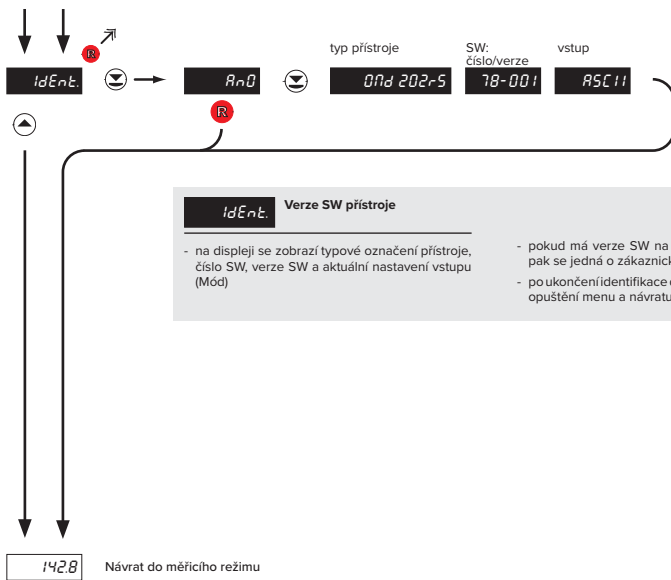 typ přístroje
SW:
číslo/verze
vstup
R
IdEnt.
AnO
OMd 202rS
78-001
ASCII
R
IdEnt.
Verze SW přístroje
- na displeji se zobrazí typové označení přístroje,
číslo SW, verze SW a aktuální nastavení vstupu
(Mód)
- pokud má verze SW na
pak se jedná o
- po ukončení identifikace
opuštění menu a návratu
142.8
Návrat do měřicího režimu